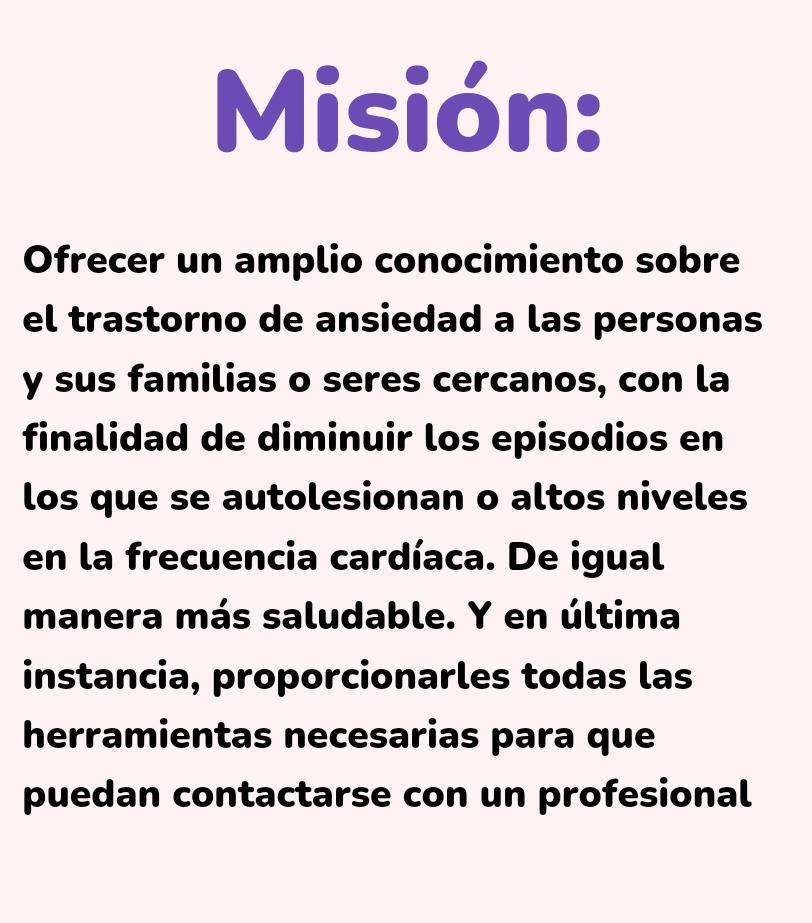 Misión:
Ofrecer un amplio conocimiento sobre
el trastorno de ansiedad a las personas
y sus familias o seres cercanos, con la
finalidad de diminuir los episodios en
los que se autolesionan o altos niveles
en la frecuencia cardíaca. De igual
manera más saludable. Y en última
instancia, proporcionarles todas las
herramientas necesarias para que
puedan contactarse con un profesional